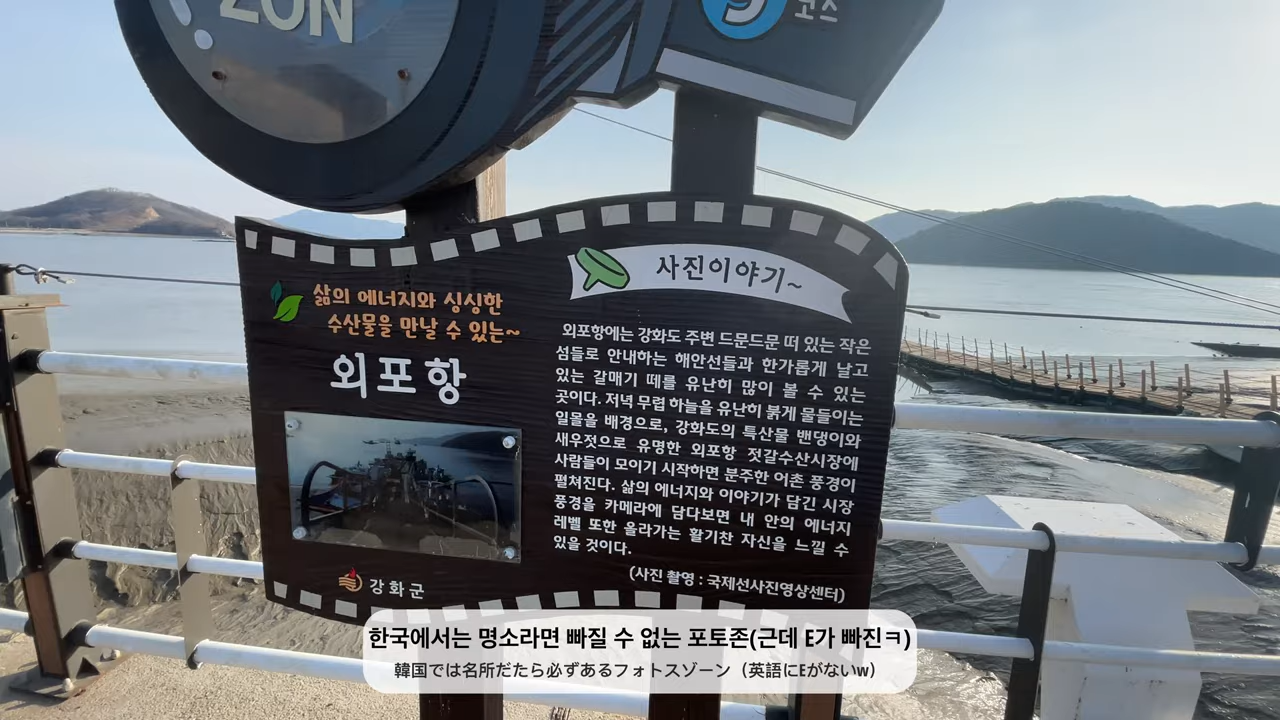 ZON
코스
삶의 에너지와 싱싱한
수산물을 만날 수 있는~
외포항
강화군
사진이야기~
외포항에는 강화도 주변 드문드문 떠 있는 작은
섬들로 안내하는 해안선들과 한가롭게 날고
있는 갈매기 떼를 유난히 많이 볼 수 있는
곳이다. 저녁 무렵 하늘을 유난히 붉게 물들이는
일몰을 배경으로, 강화도의 특산물 밴댕이와
새우젓으로 유명한 외포항 젓갈수산시장에
사람들이 모이기 시작하면 분주한 어촌 풍경이
펼쳐진다. 삶의 에너지와 이야기가 담긴 시장
풍경을 카메라에 담다보면 내 안의 에너지
레벨 또한 올라가는 활기찬 자신을 느낄 수
있을 것이다.
(사진 촬영 : 국제선사진영상센터)
한국에서는 명소라면 빠질 수 없는 포토존(근데 E가 빠진ㅋ)
韓国では名所だたら必ずあるフォトスゾーン（英語にEがないw）